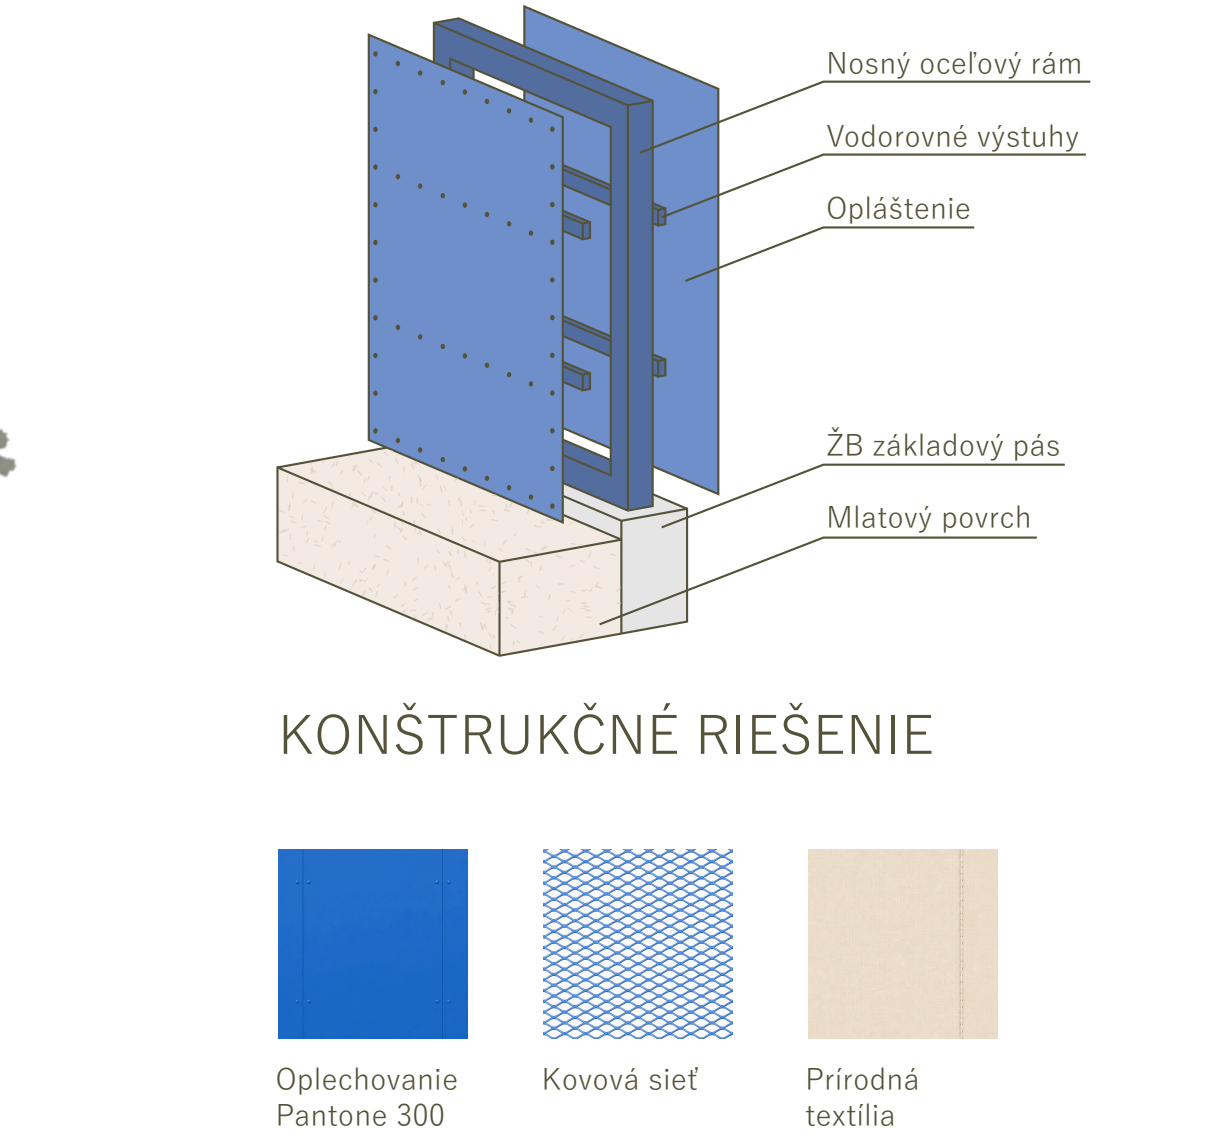 Nosný oceľový rám
Vodorovné výstuhy
Opláštenie
ŽB základový pás
Mlatový povrch
KONŠTRUKČNÉ RIEŠENIE
Oplechovanie
Pantone 300
Kovová sieť
Prírodná
textília